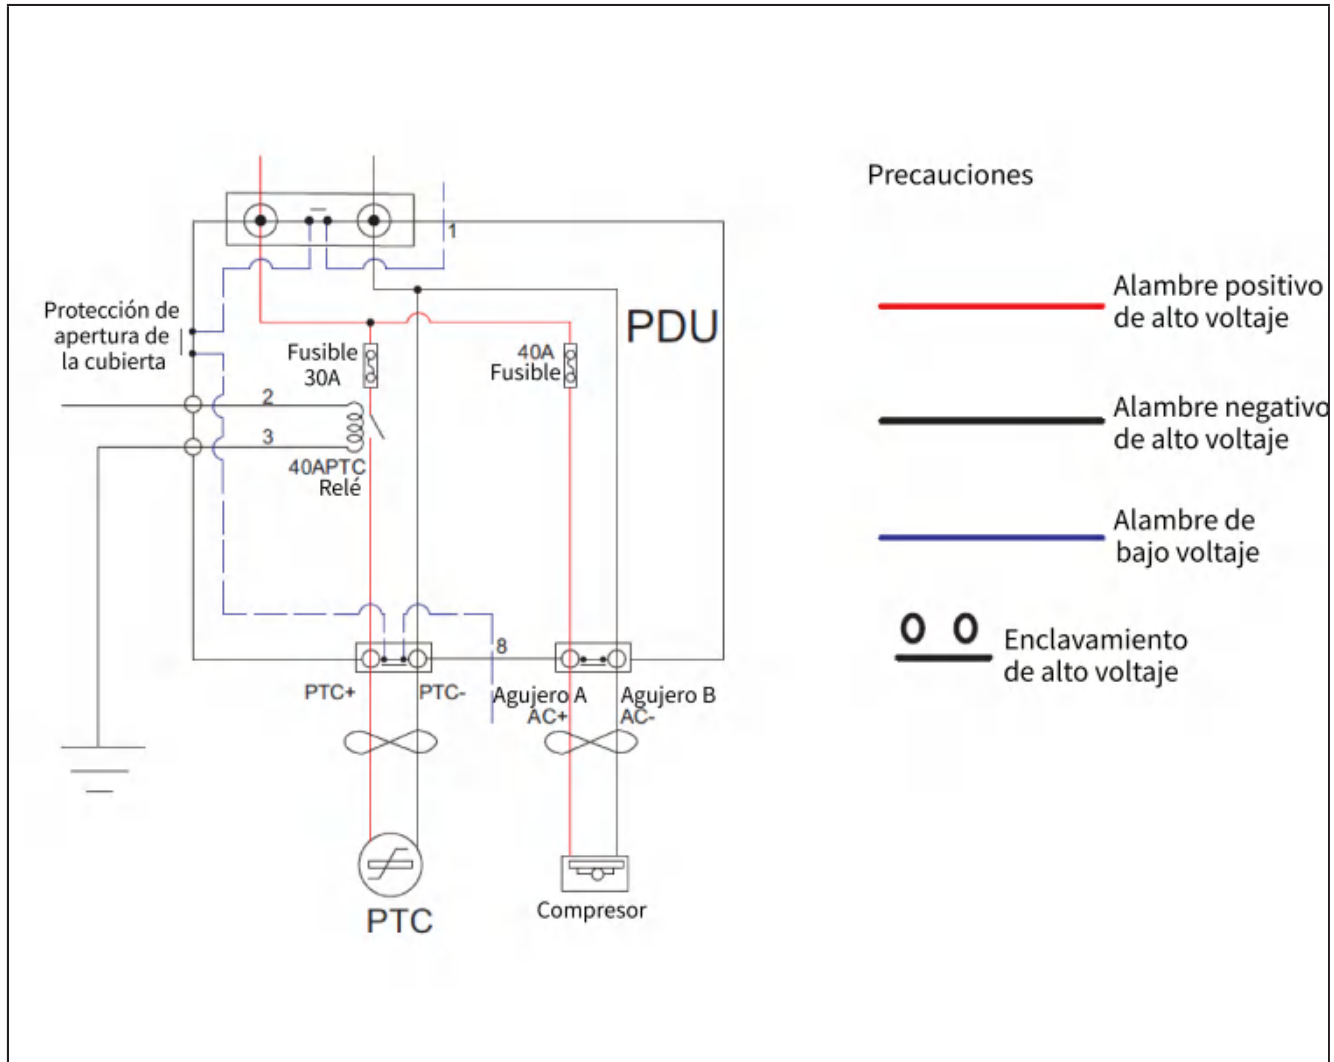 Precauciones
1
Alambre positivo
de alto voltaje
Protección de
apertura de
la cubierta
PDU
Fusible
30A
40A
Fusible
2
3
40APTC
Relé
Alambre negativo
de alto voltaje
Alambre de
bajo voltaje
Enclavamiento
de alto voltaje
8
PTC+
PTC-
Agujero A
AC+
Agujero B
AC-
PTC
Compresor